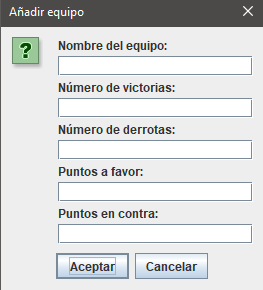 Añadir equipo
?
Nombre del equipo:
Número de victorias:
Número de derrotas:
Puntos a favor:
Puntos en contra:
Aceptar Cancelar